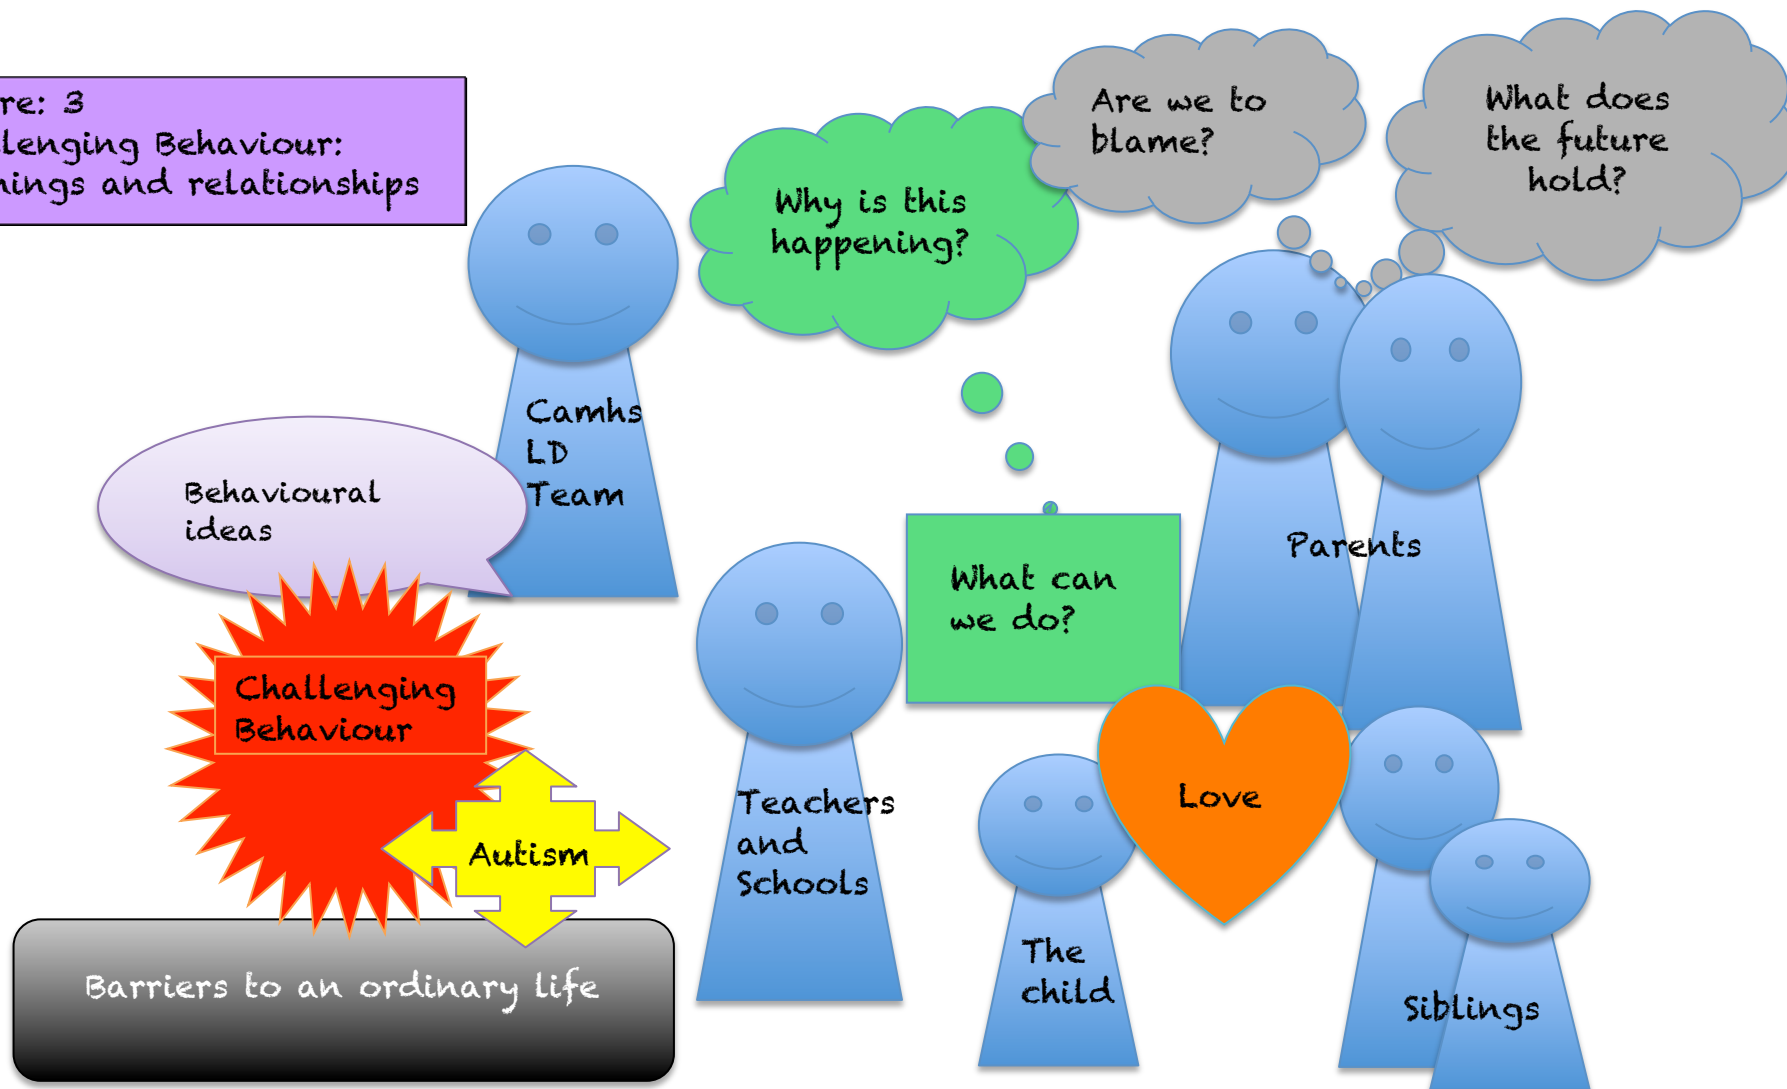 re: 3
lenging Behaviour:
nings and relationships
Are we to
blame?
What does
the future
hold?
Why is this
happening?
Camhs
LD
Team
Behavioural
ideas
Parents
What can
we do?
Challenging
Behaviour
Love
Teachers
and
Schools
Autism
The
child
Barriers to an ordinary life
Siblings